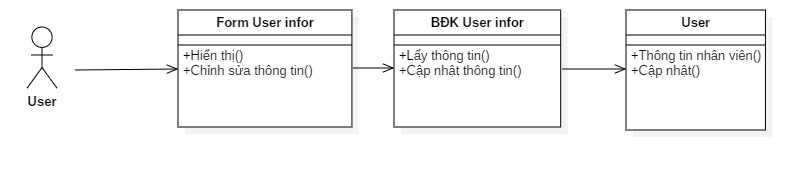 User
Form User infor
+Hiển thị()
+Chỉnh sửa thông tin()
BĐK User infor
+Lấy thông tin()
+Cập nhật thông tin()
User
+Thông tin nhân viên()
+Cập nhật()